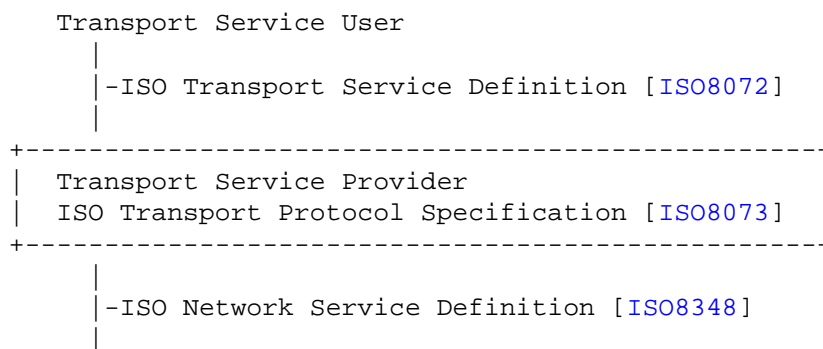 Transport Service User
|
|-ISO Transport Service Definition [ISO8072]
|
+---------------------------------------------------
| Transport Service Provider
| ISO Transport Protocol Specification [ISO8073]
+---------------------------------------------------
|
|-ISO Network Service Definition [ISO8348]
|